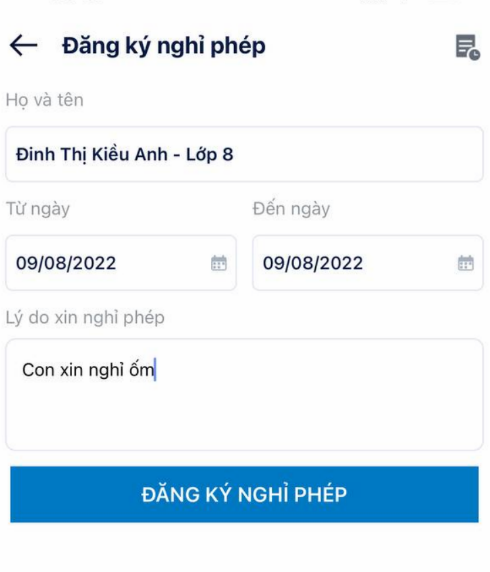 Đăng ký nghỉ phép
Họ và tên
Đinh Thị Kiều Anh - Lớp 8
Từ ngày
Đến ngày
09/08/2022
09/08/2022
Lý do xin nghỉ phép
Con xin nghỉ ốm
ĐĂNG KÝ NGHỈ PHÉP